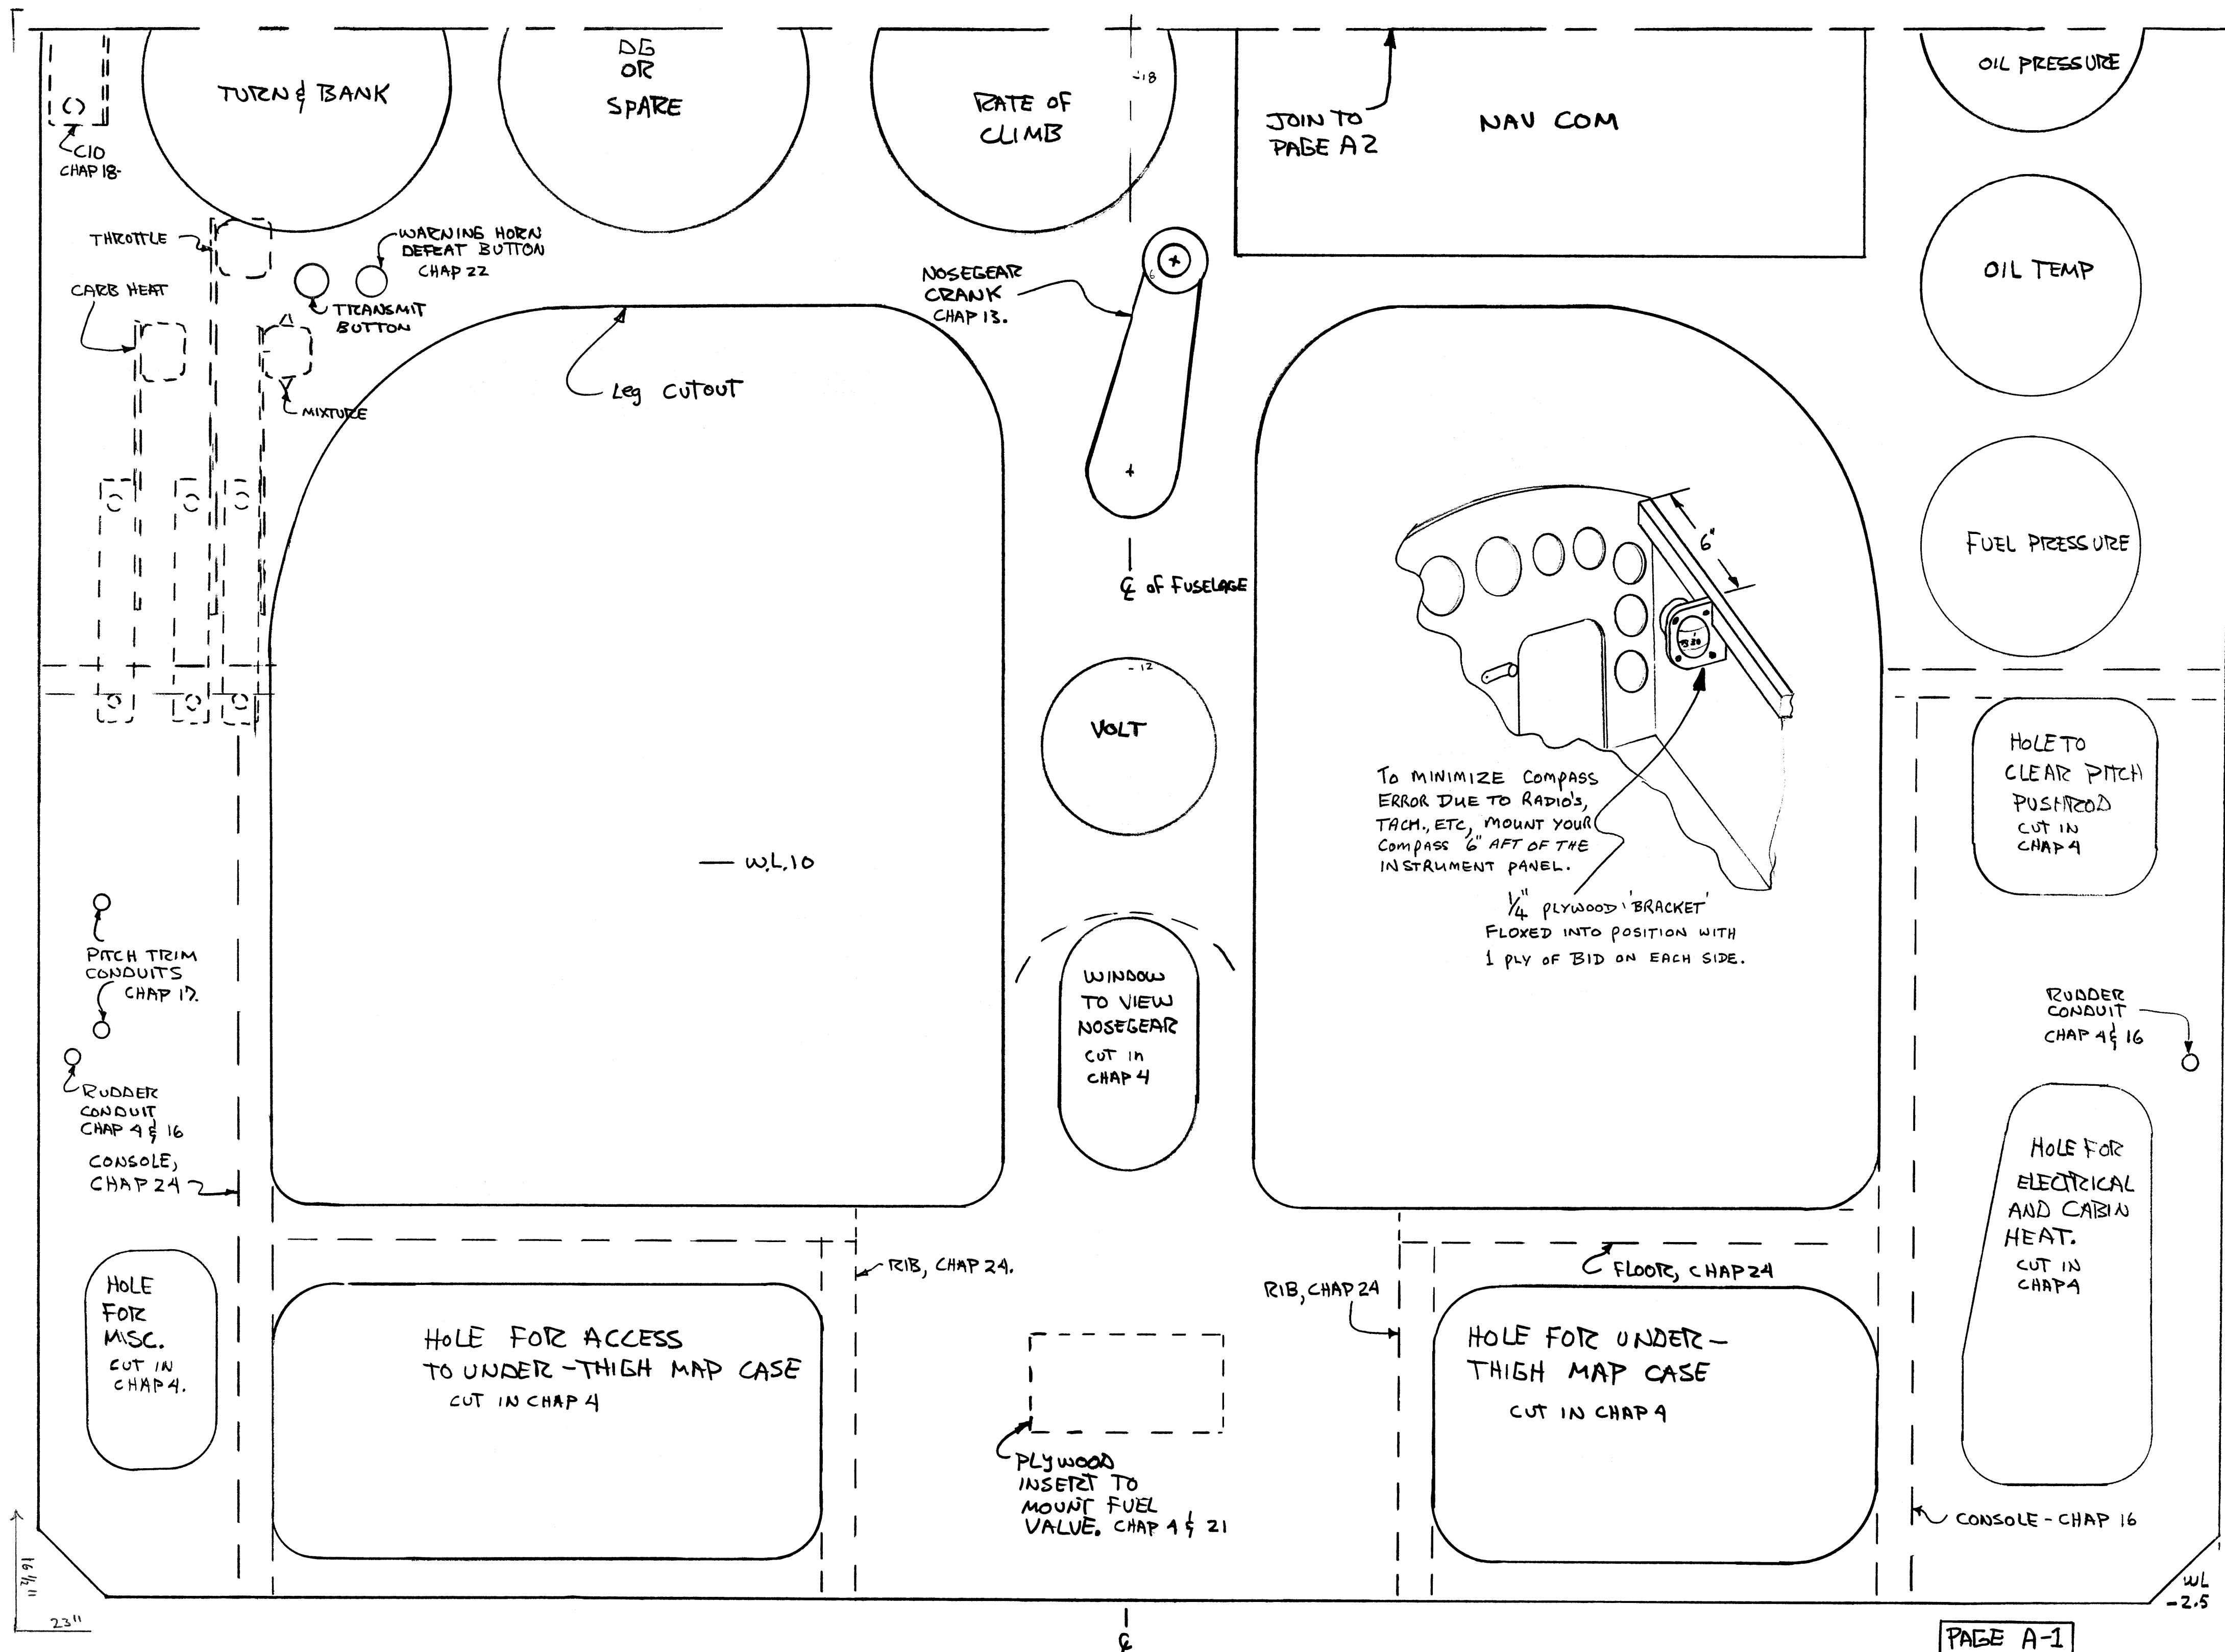 TURN & BANK
DG
OR
SPARE
RATE OF
CLIMB
-18
JOIN TO
PAGE A2
NAV COM
OIL PRESSURE
C10
CHAP 18-
THROTTLE
WARNING HORN
DEFEAT BUTTON
CHAP 22
CARB HEAT
TRANSMIT
BUTTON
MIXTURE
Leg CUTOUT
NOSEGEAR
CRANK
CHAP 13.
6
OIL TEMP
FUEL PRESSURE
6"
℄ of FUSELAGE
-12
VOLT
W.L.10
TO MINIMIZE COMPASS
ERROR DUE TO RADIO'S,
TACH., ETC, MOUNT YOUR
COMPASS 6" AFT OF THE
INSTRUMENT PANEL.
1/4" PLYWOOD 'BRACKET'
FLOXED INTO POSITION WITH
1 PLY OF BID ON EACH SIDE.
HOLE TO
CLEAR PITCH
PUSHROD
CUT IN
CHAP 4
PITCH TRIM
CONDUITS
CHAP 17.
RUDDER
CONDUIT
CHAP 4 & 16
CONSOLE,
CHAP 24
WINDOW
TO VIEW
NOSEGEAR
CUT in
CHAP 4
RUDDER
CONDUIT
CHAP 4 & 16
HOLE FOR
ELECTRICAL
AND CABIN
HEAT.
CUT IN
CHAP 4
HOLE
FOR
MISC.
CUT IN
CHAP 4.
RIB, CHAP 24.
HOLE FOR ACCESS
TO UNDER-THIGH MAP CASE
CUT IN CHAP 4
RIB, CHAP 24
FLOOR, CHAP 24
HOLE FOR UNDER-
THIGH MAP CASE
CUT IN CHAP 4
PLYWOOD
INSERT TO
MOUNT FUEL
VALUE. CHAP 4 & 21
CONSOLE - CHAP 16
16 1/2"
23"
℄
WL
-2.5
PAGE A-1